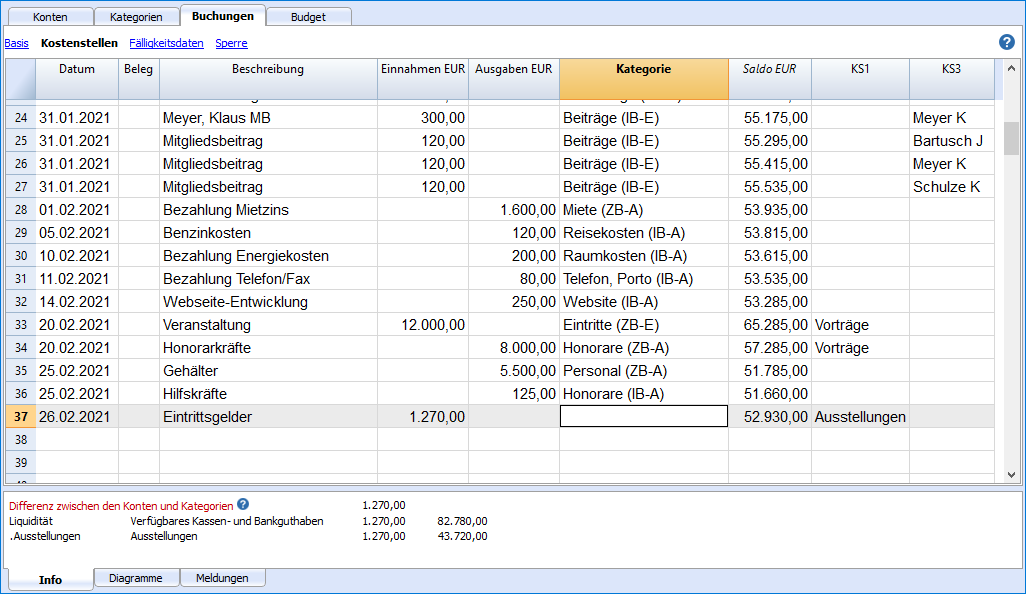 Konten Kategorien Buchungen Budget
Basis Kostenstellen Fälligkeitsdaten Sperre ?
Datum Beleg Beschreibung Einnahmen EUR Ausgaben EUR Kategorie Saldo EUR KS1 KS3
24 31.01.2021 Meyer, Klaus MB 300,00 Beiträge (IB-E) 55.175,00 Meyer K
25 31.01.2021 Mitgliedsbeitrag 120,00 Beiträge (IB-E) 55.295,00 Bartusch J
26 31.01.2021 Mitgliedsbeitrag 120,00 Beiträge (IB-E) 55.415,00 Meyer K
27 31.01.2021 Mitgliedsbeitrag 120,00 Beiträge (IB-E) 55.535,00 Schulze K
28 01.02.2021 Bezahlung Mietzins 1.600,00 Miete (ZB-A) 53.935,00
29 05.02.2021 Benzinkosten 120,00 Reisekosten (IB-A) 53.815,00
30 10.02.2021 Bezahlung Energiekosten 200,00 Raumkosten (IB-A) 53.615,00
31 11.02.2021 Bezahlung Telefon/Fax 80,00 Telefon, Porto (IB-A) 53.535,00
32 14.02.2021 Webseite-Entwicklung 250,00 Website (IB-A) 53.285,00
33 20.02.2021 Veranstaltung 12.000,00 Eintritte (ZB-E) 65.285,00 Vorträge
34 20.02.2021 Honorarkräfte 8.000,00 Honorare (ZB-A) 57.285,00 Vorträge
35 25.02.2021 Gehälter 5.500,00 Personal (ZB-A) 51.785,00
36 25.02.2021 Hilfskräfte 125,00 Honorare (IB-A) 51.660,00
37 26.02.2021 Eintrittsgelder 1.270,00 52.930,00 Ausstellungen
38
39
Differenz zwischen den Konten und Kategorien ? 1.270,00
Liquidität Verfügbares Kassen- und Bankguthaben 1.270,00 82.780,00
.Ausstellungen Ausstellungen 1.270,00 43.720,00
Info Diagramme Meldungen